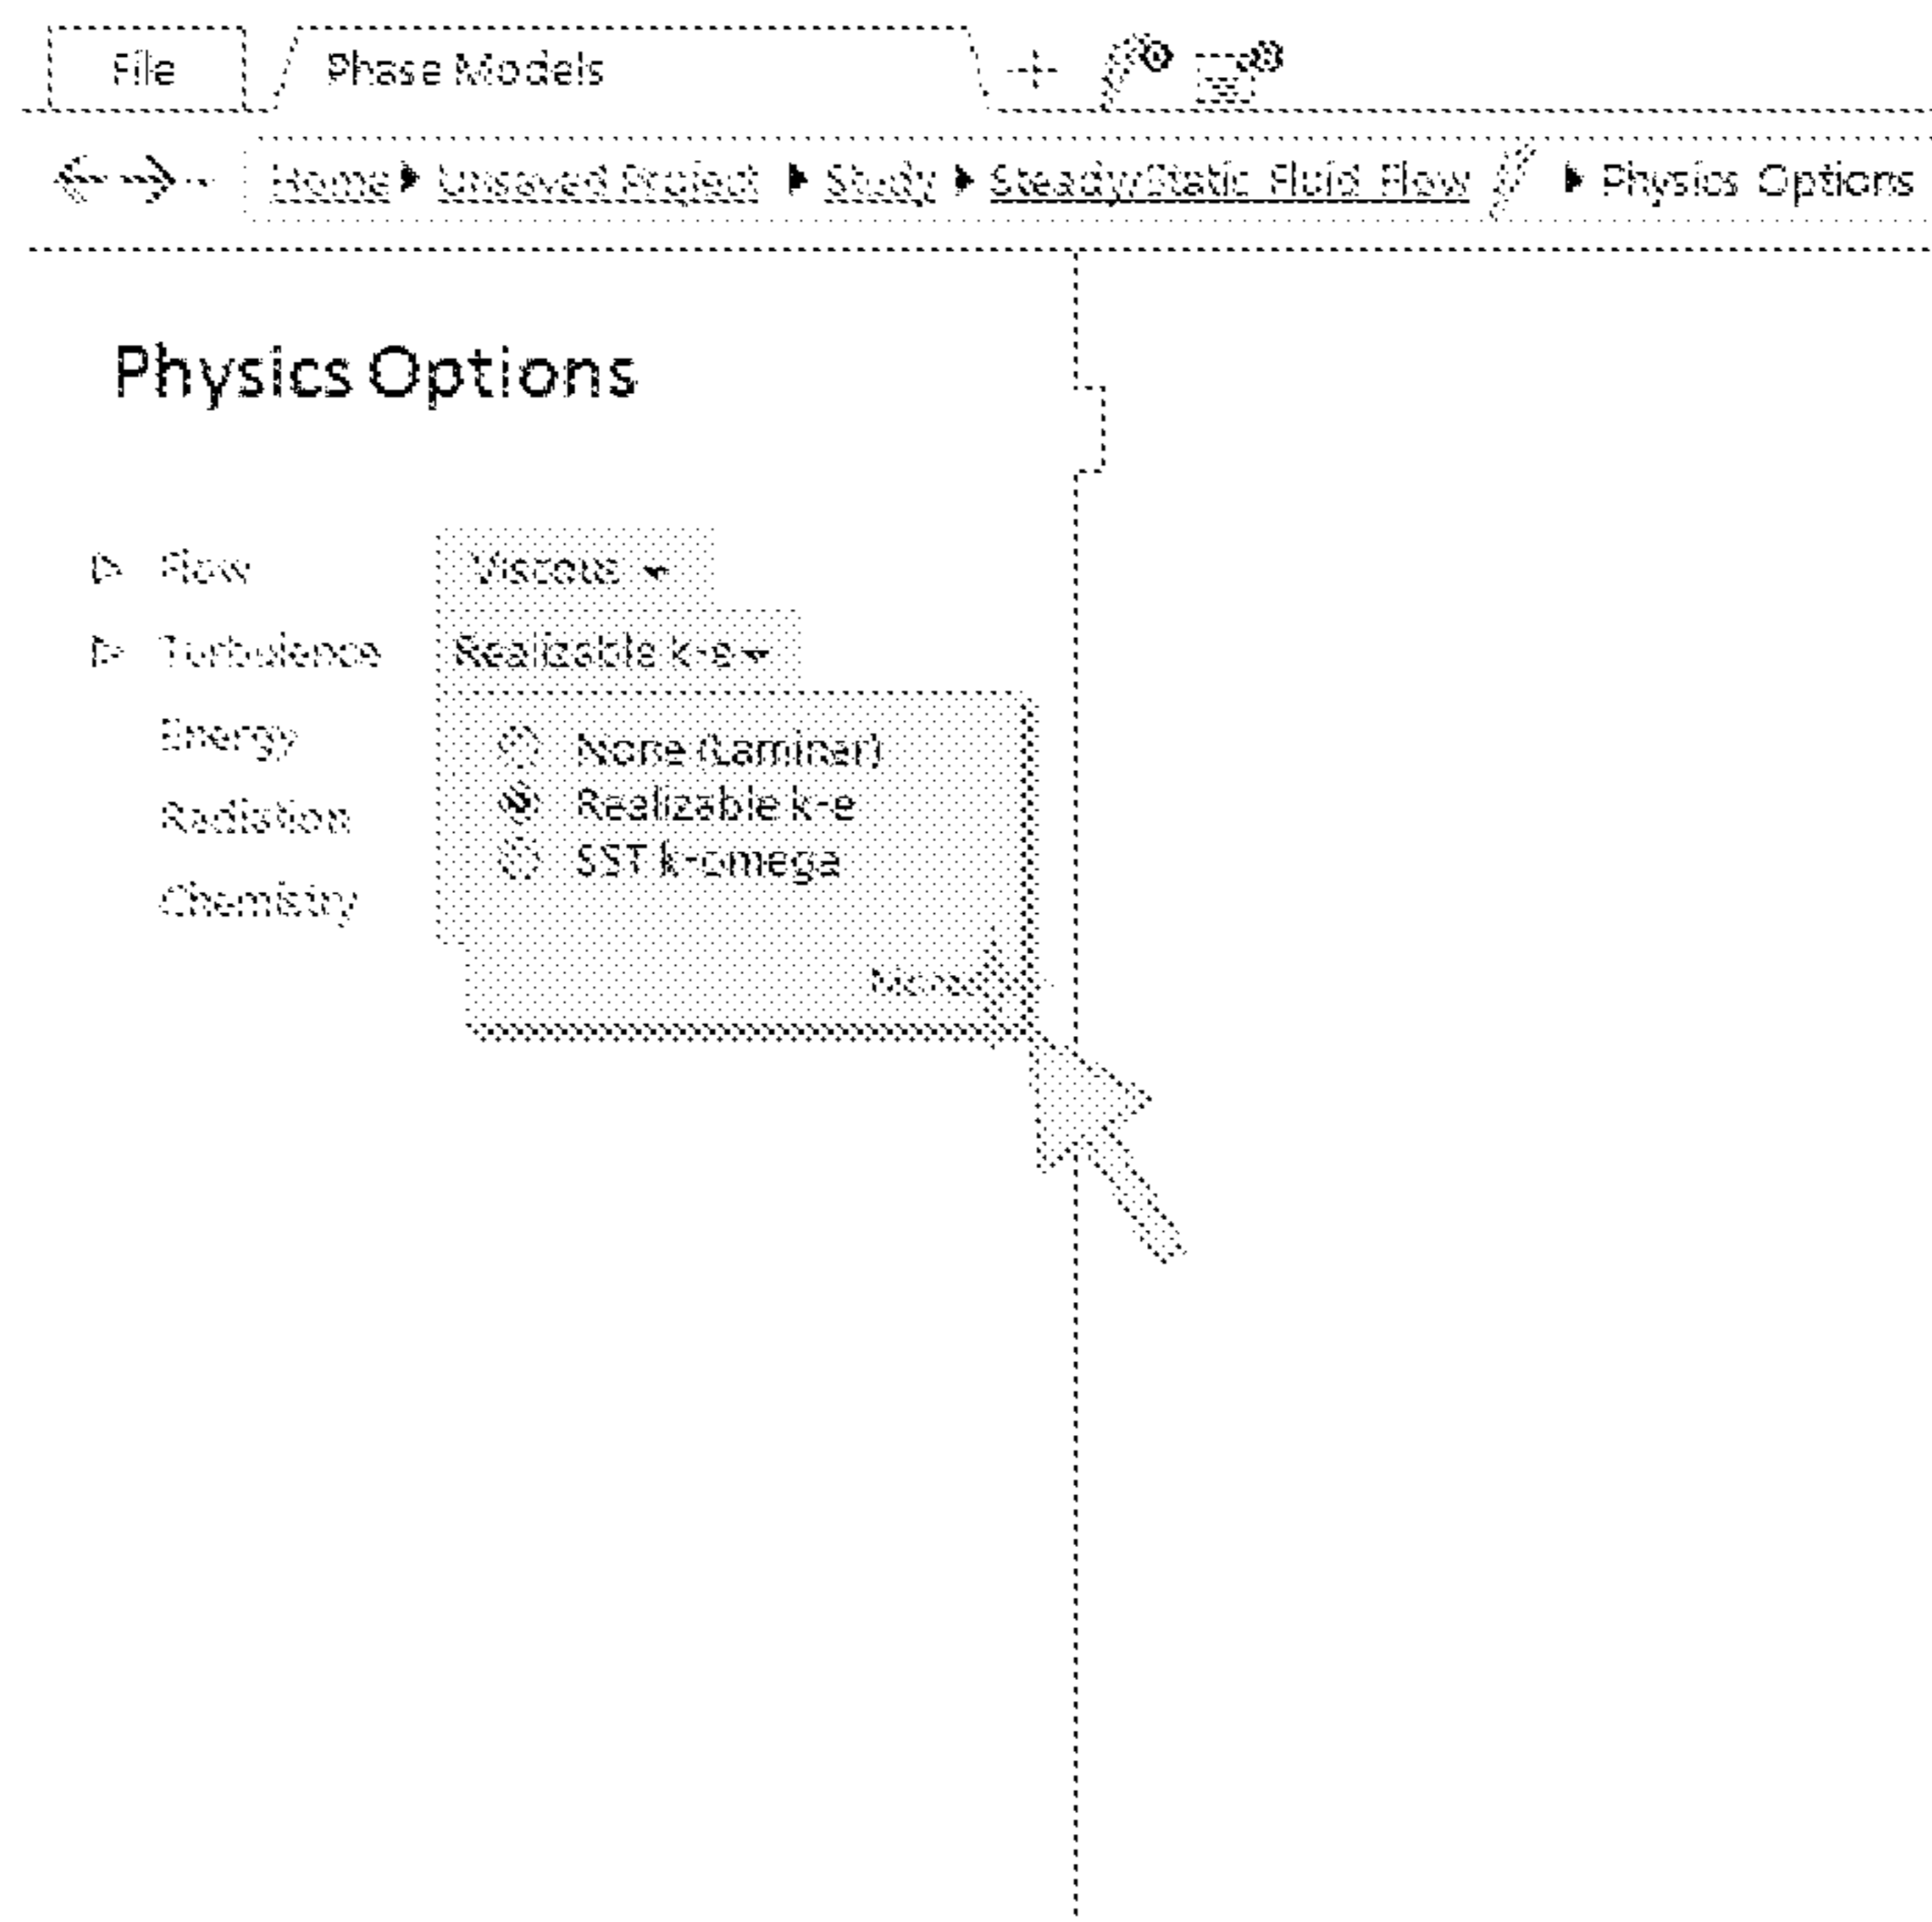 File Phase Models
Home Unsaved Project Study Steady/Static Fluid Flow Physics Options
Physics Options
Flow Viscous
Turbulence Realizable k-e
Energy
None (Laminar)
Realizable k-e
Radiation
SST k-omega
Chemistry
More